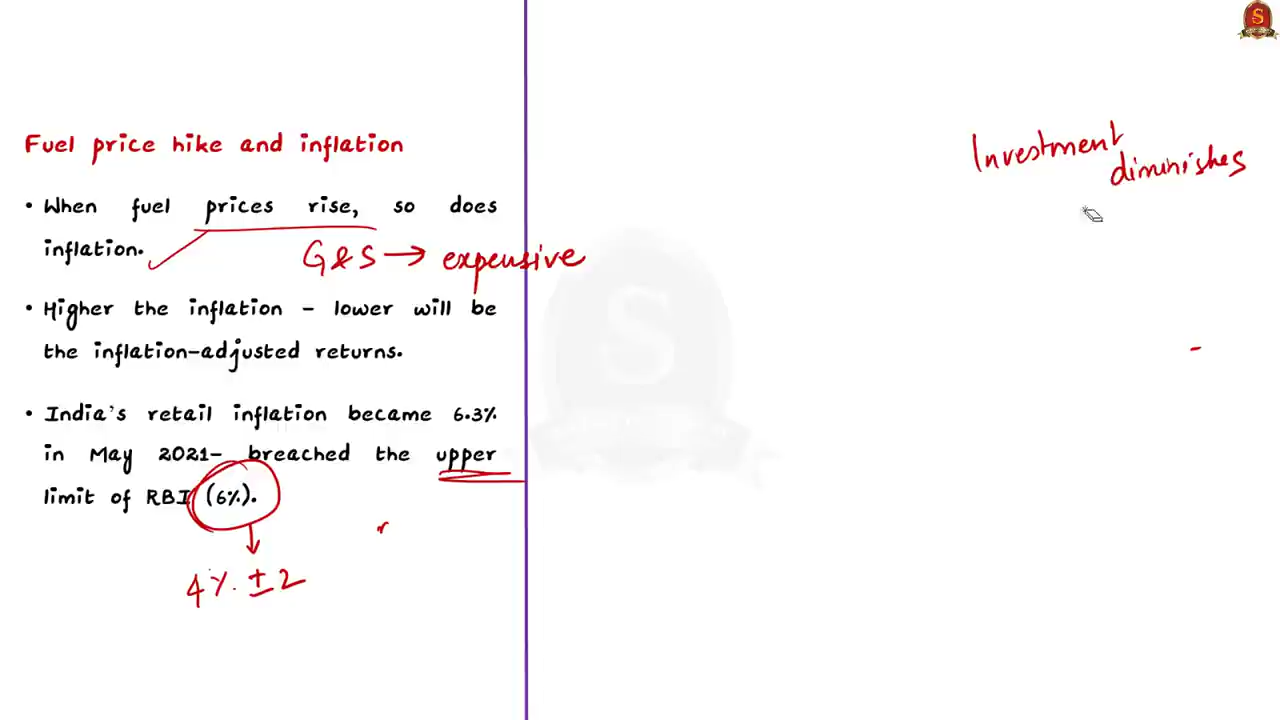 Fuel price hike and inflation
• When fuel prices rise, so does
inflation.
G & S → expensive
• Higher the inflation - lower will be
the inflation-adjusted returns.
• India's retail inflation became 6.3%
in May 2021- breached the upper
limit of RBI (6%).
4%. ± 2
Investment
diminishes
S
S